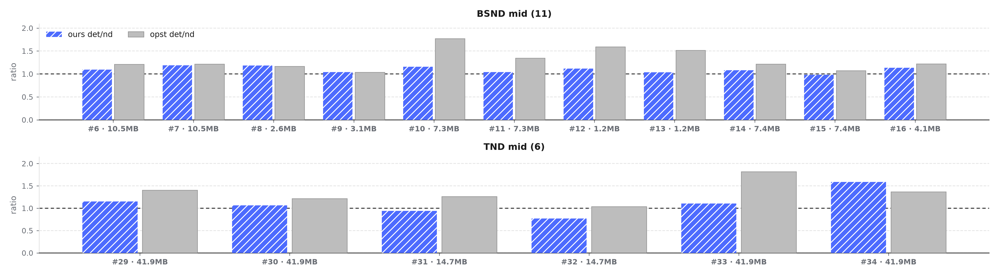 BSND mid (11)
ours det/nd opst det/nd
ratio
2.0
1.5
1.0
0.5
0.0
#6 · 10.5MB #7 · 10.5MB #8 · 2.6MB #9 · 3.1MB #10 · 7.3MB #11 · 7.3MB #12 · 1.2MB #13 · 1.2MB #14 · 7.4MB #15 · 7.4MB #16 · 4.1MB
TND mid (6)
ratio
2.0
1.5
1.0
0.5
0.0
#29 · 41.9MB #30 · 41.9MB #31 · 14.7MB #32 · 14.7MB #33 · 41.9MB #34 · 41.9MB